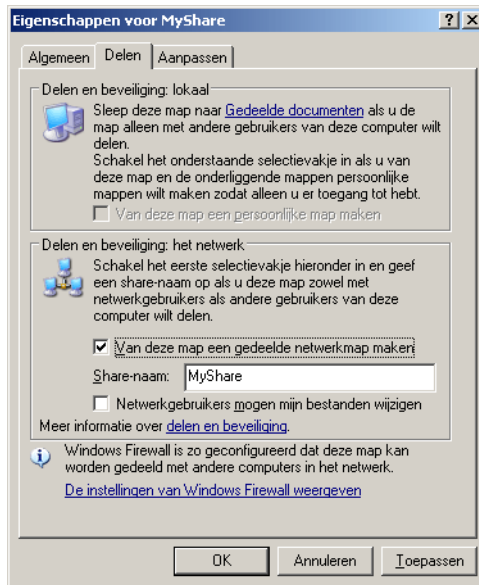 Eigenschappen voor MyShare
Algemeen Delen Aanpassen
Delen en beveiliging: lokaal
Sleep deze map naar Gedeelde documenten als u de
map alleen met andere gebruikers van deze computer wilt
delen.
Schakel het onderstaande selectievakje in als u van
deze map en de onderliggende mappen persoonlijke
mappen wilt maken zodat alleen u er toegang tot hebt.
Van deze map een persoonlijke map maken
Delen en beveiliging: het netwerk
Schakel het eerste selectievakje hieronder in en geef
een share-naam op als u deze map zowel met
netwerkgebruikers als andere gebruikers van deze
computer wilt delen.
Van deze map een gedeelde netwerkmap maken
Share-naam: MyShare
Netwerkgebruikers mogen mijn bestanden wijzigen
Meer informatie over delen en beveiliging.
Windows Firewall is zo geconfigureerd dat deze map kan
worden gedeeld met andere computers in het netwerk.
De instellingen van Windows Firewall weergeven
OK Annuleren Toepassen